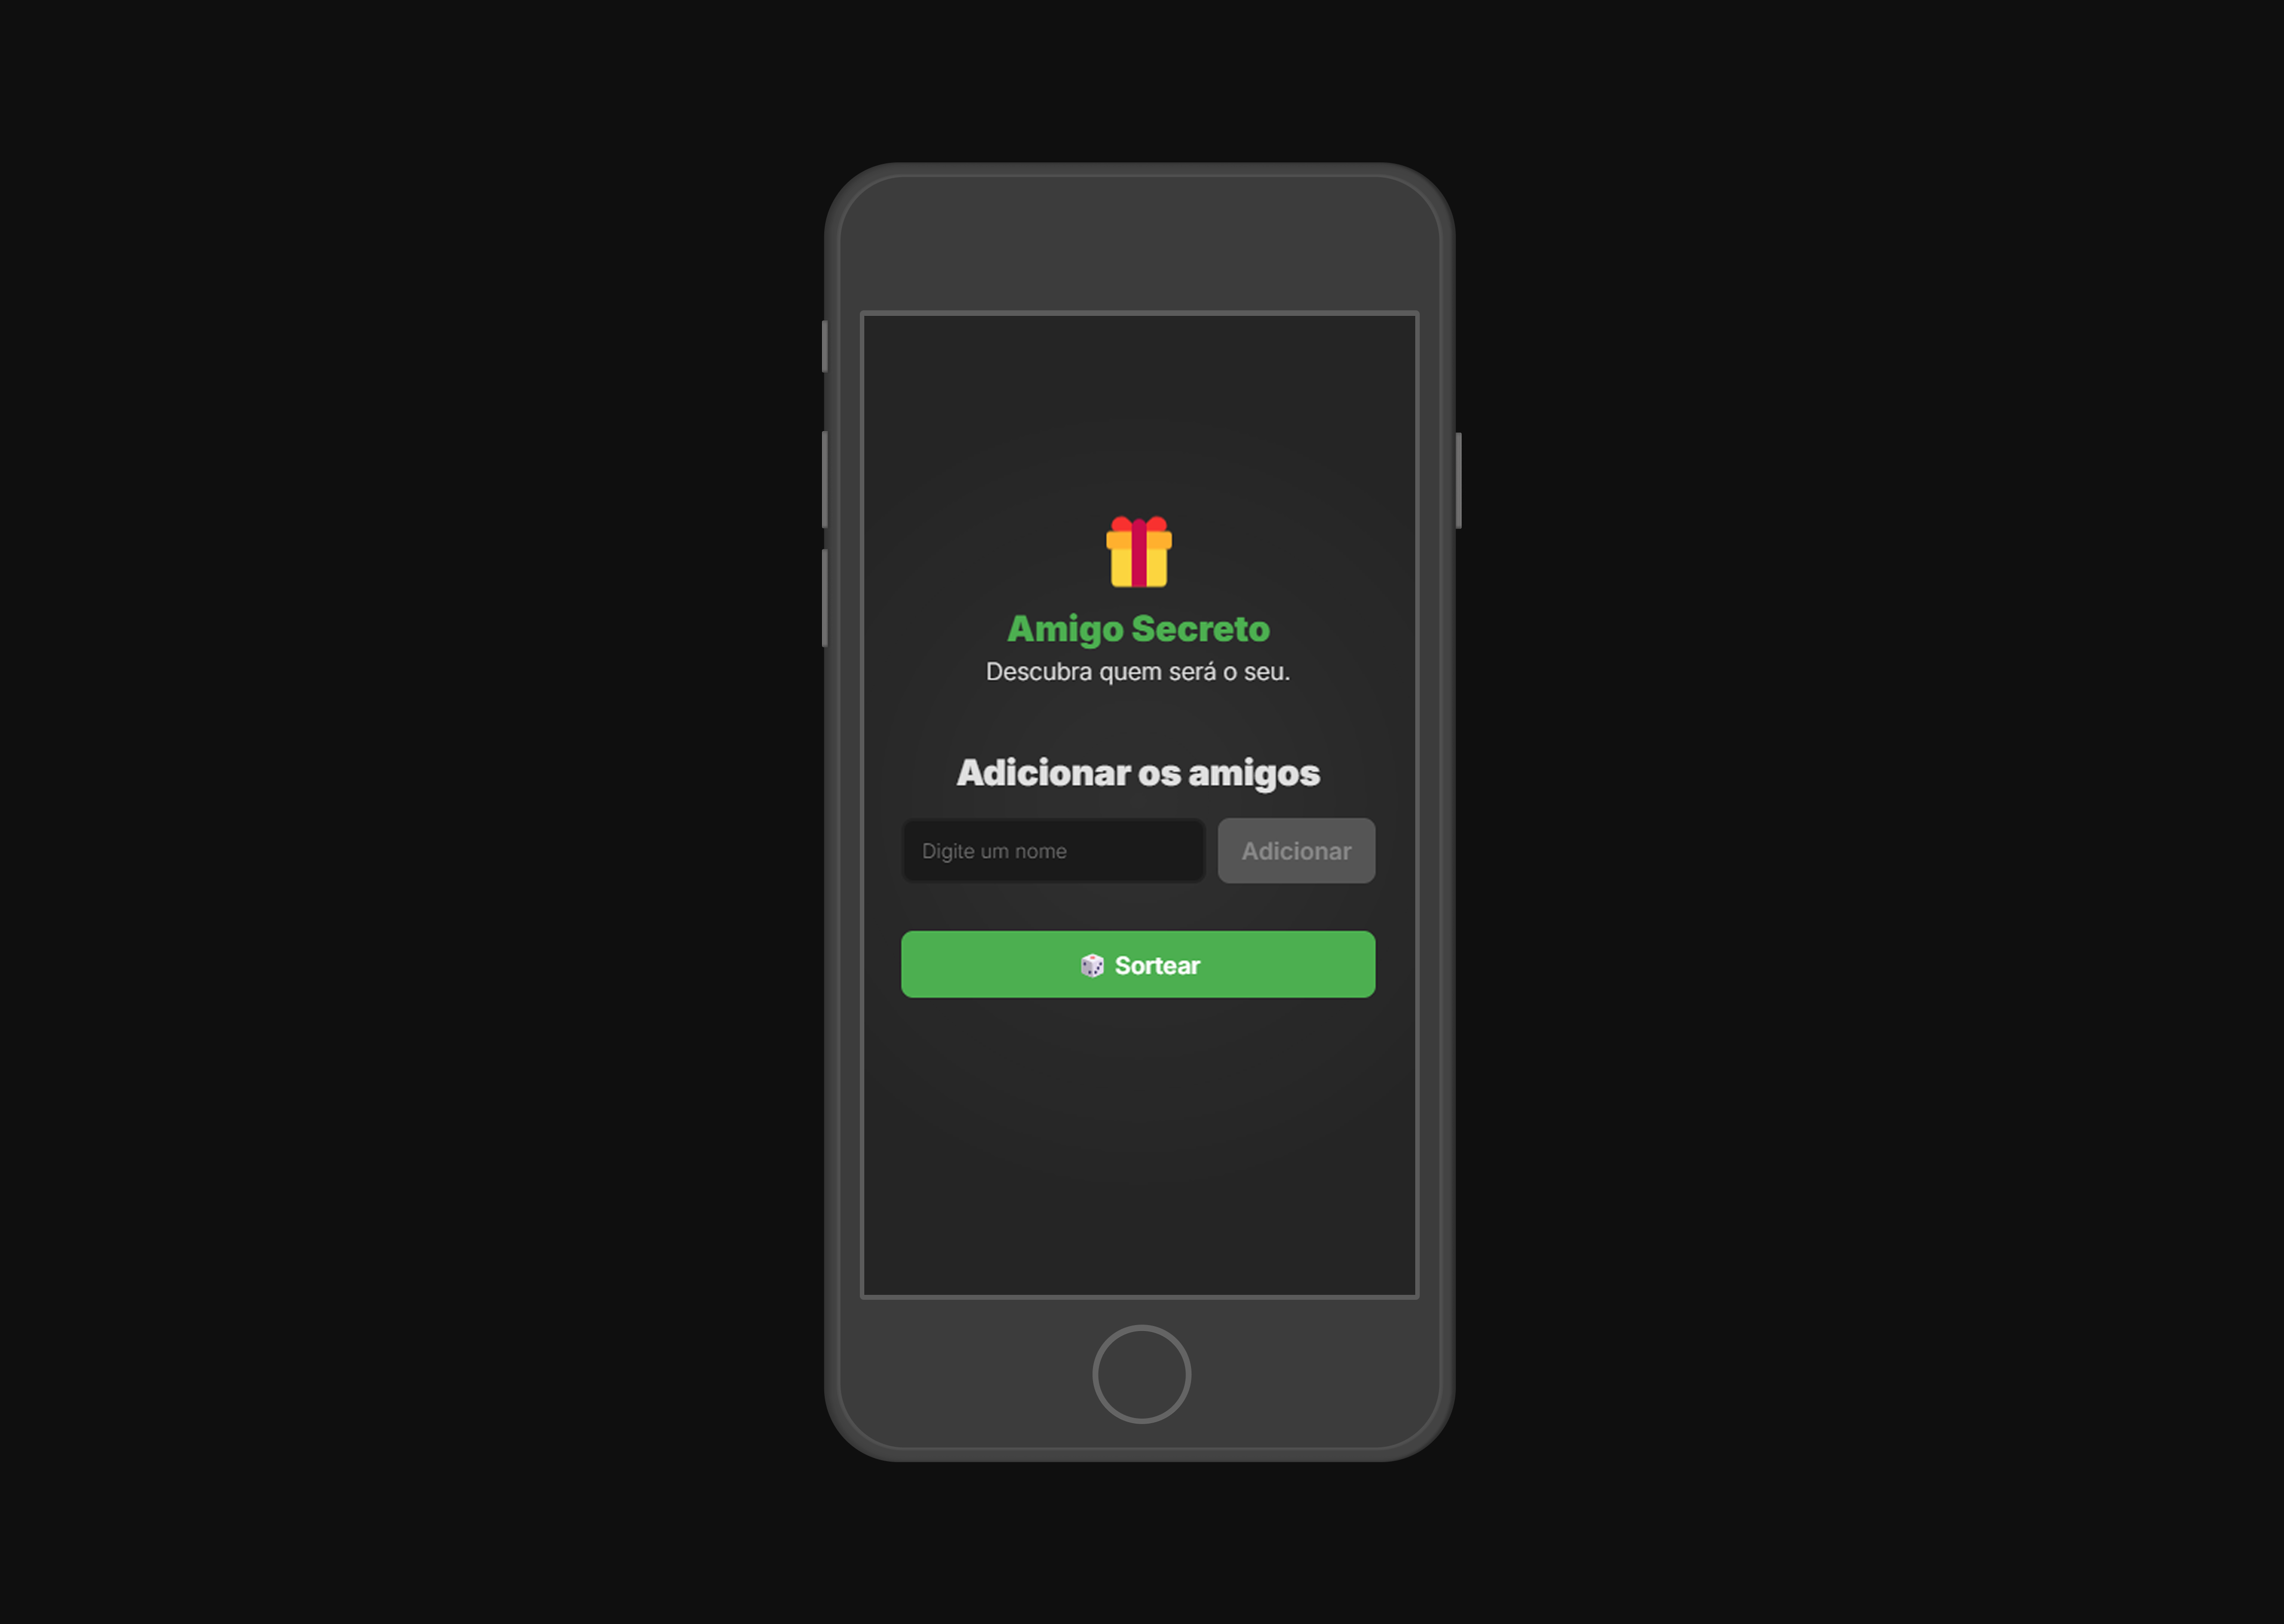 Amigo Secreto
Descubra quem será o seu.
Adicionar os amigos
Digite um nome
Adicionar
Sortear